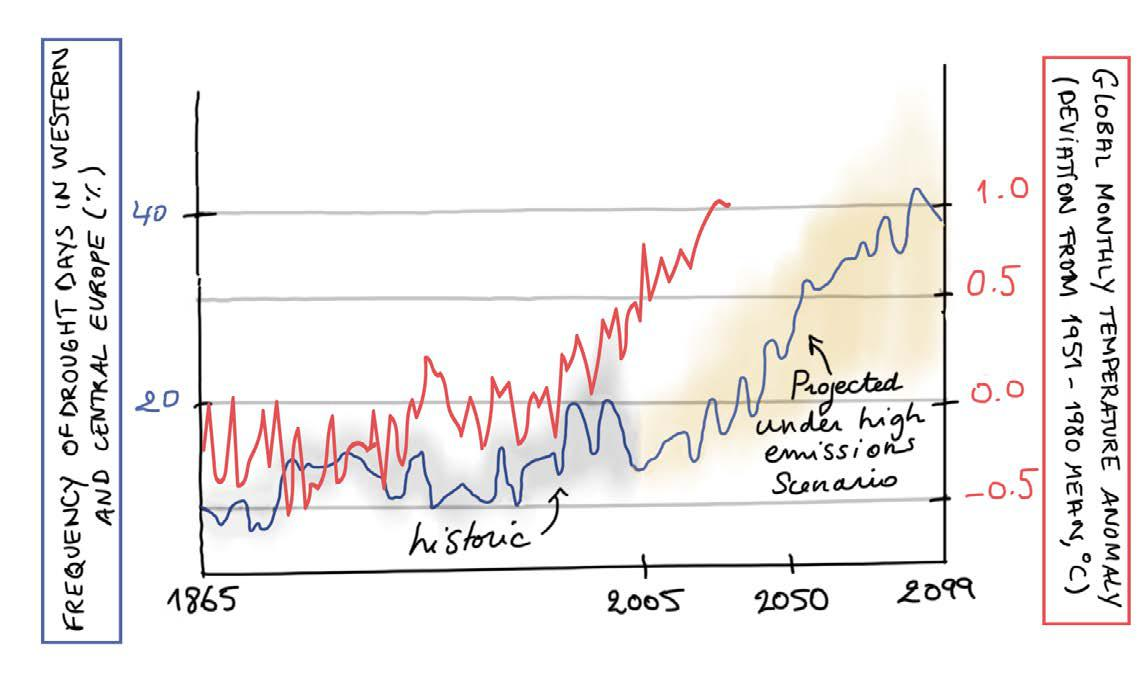 FREQUENCY OF DROUGHT DAYS IN WESTERN
AND CENTRAL EUROPE (%)
40
20
1.0
0.5
0.0
-0.5
GLOBAL MONTHLY TEMPERATURE ANOMALY
(DEVIATION FROM 1951-1980 MEAN, °C)
Projected
under high
emissions
Scenario
historic
1865
2005
2050
2099